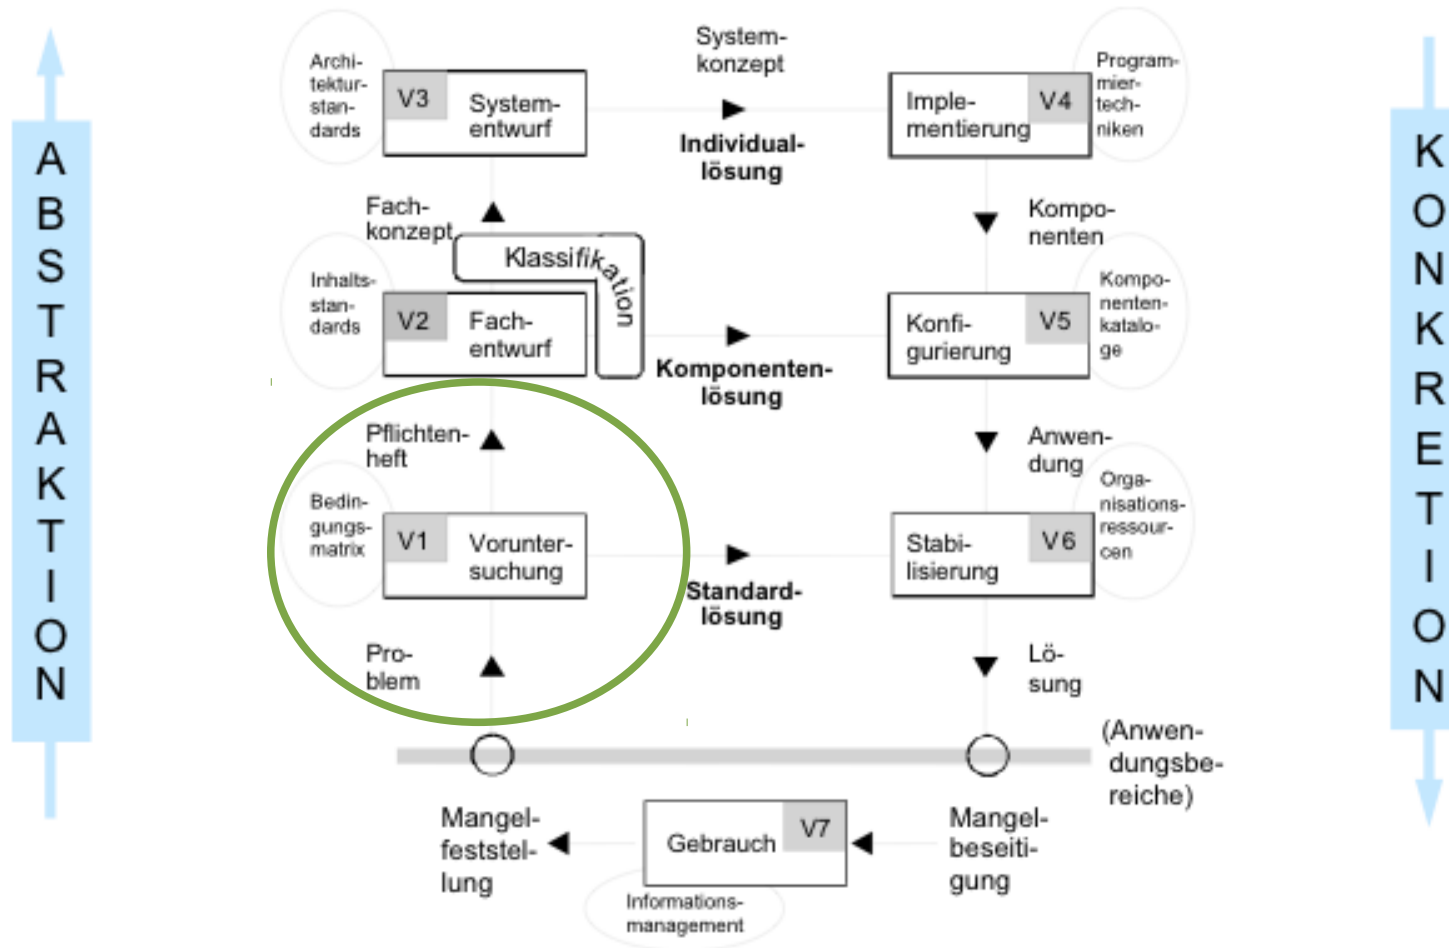 A
B
S
T
R
A
K
T
I
O
N
Archi-
tektur-
stan-
dards
V3
System-
entwurf
System-
konzept
Individual-
lösung
Imple-
mentierung
V4
Program-
mier-
tech-
niken
Fach-
konzept
Klassifikation
Kompo-
nenten
Inhalts-
stan-
dards
V2
Fach-
entwurf
Komponenten-
lösung
Konfi-
gurierung
V5
Kompo-
nenten-
katalo-
ge
Pflichten-
heft
Anwen-
dung
Bedin-
gungs-
matrix
V1
Vorunter-
suchung
Standard-
lösung
Stabi-
lisierung
V6
Orga-
nisations-
ressour-
cen
Pro-
blem
Lö-
sung
(Anwen-
dungsbe-
reiche)
Mangel-
feststel-
lung
Gebrauch
V7
Mangel-
beseiti-
gung
Informations-
management
K
O
N
K
R
E
T
I
O
N